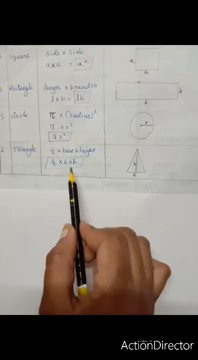 Square
side × side
a×a = a²
a
a
Rectangle
length × breadth
l × b = lb
b
l
Circle
π × (radius)²
π × r²
πr²
r
Triangle
½ × base × height
½ × b × h
h
b
ActionDirector